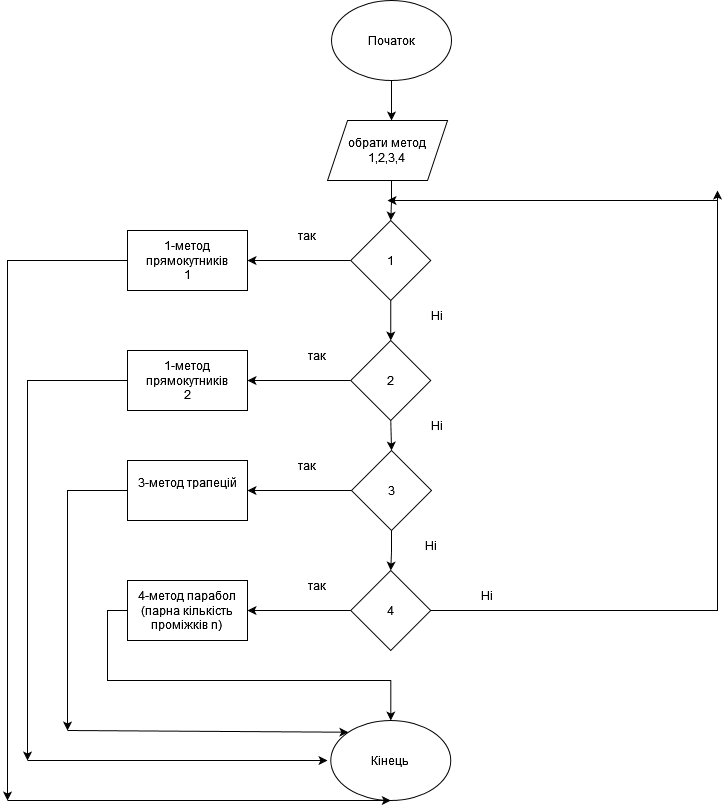 Початок
обрати метод
1,2,3,4
так
1-метод
прямокутників
1
1
Ні
так
1-метод
прямокутників
2
2
Ні
так
3-метод трапецій
3
Ні
так
4-метод парабол
(парна кількість
проміжків n)
4
Ні
Кінець